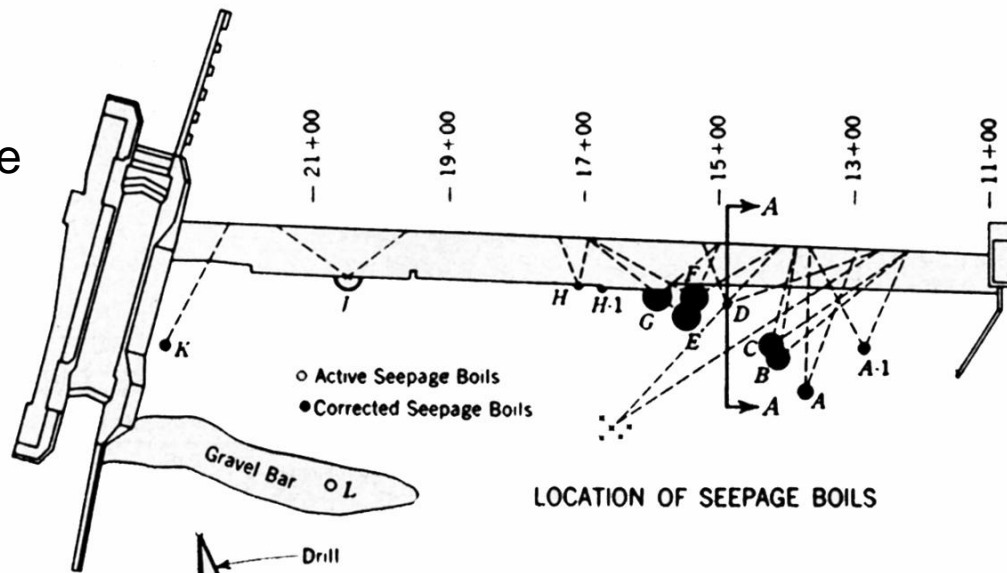 e
21+00
19+00
17+00
15+00
13+00
11+00
A
F
H
H·1
G
E
D
I
K
C
B
A·1
A
A
Active Seepage Boils
Corrected Seepage Boils
Gravel Bar
L
LOCATION OF SEEPAGE BOILS
Drill